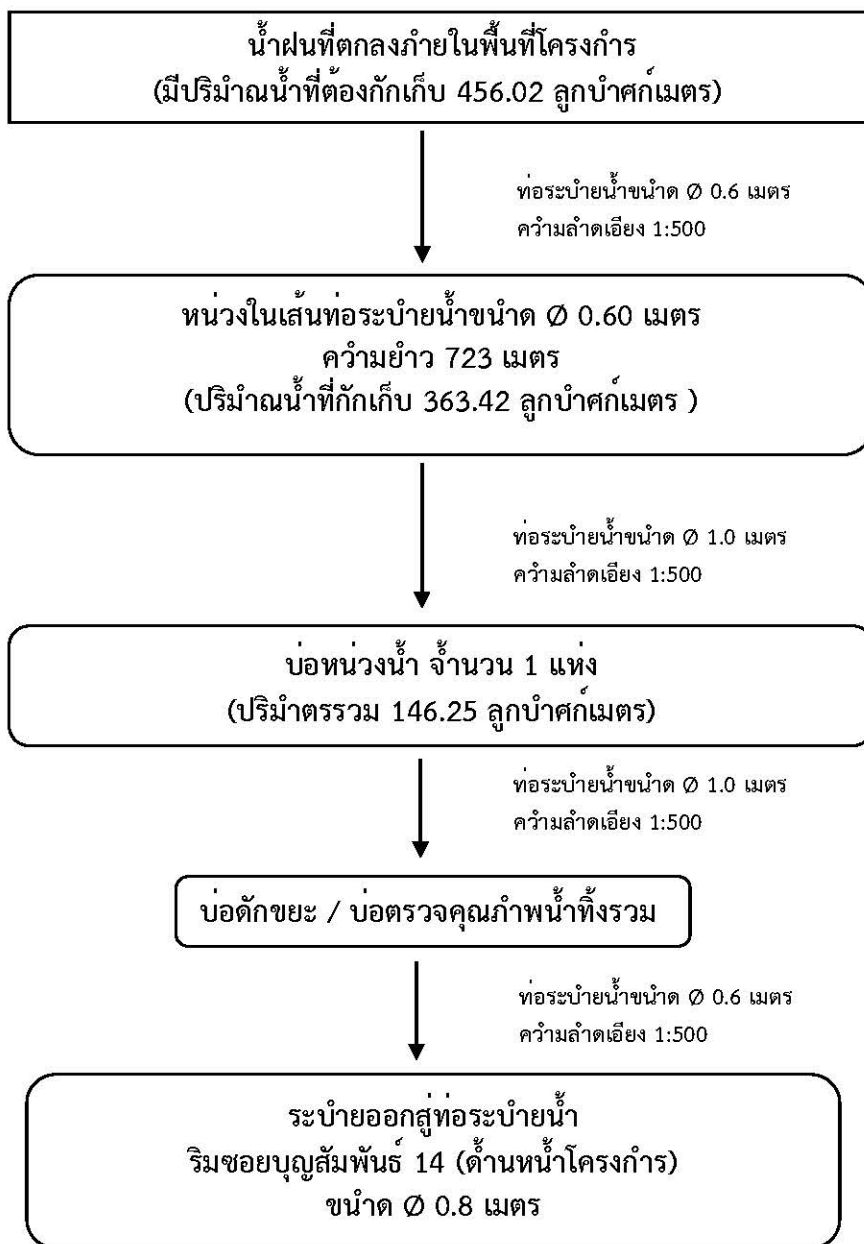 น้ำฝนที่ตกลงภำยในพื้นที่โครงกำร
(มีปริมำณน้ำที่ต้องกักเก็บ 456.02 ลูกบำศก์เมตร)
ท่อระบำยน้ำขนำด Ø 0.6 เมตร
ควำมลำดเอียง 1:500
หน่วงในเส้นท่อระบำยน้ำขนำด Ø 0.60 เมตร
ควำมยำว 723 เมตร
(ปริมำณน้ำที่กักเก็บ 363.42 ลูกบำศก์เมตร )
ท่อระบำยน้ำขนำด Ø 1.0 เมตร
ควำมลำดเอียง 1:500
บ่อหน่วงน้ำ จ้ำนวน 1 แห่ง
(ปริมำตรรวม 146.25 ลูกบำศก์เมตร)
ท่อระบำยน้ำขนำด Ø 1.0 เมตร
ควำมลำดเอียง 1:500
บ่อดักขยะ / บ่อตรวจคุณภำพน้ำทิ้งรวม
ท่อระบำยน้ำขนำด Ø 0.6 เมตร
ควำมลำดเอียง 1:500
ระบำยออกสู่ท่อระบำยน้ำ
ริมซอยบุญสัมพันธ์ 14 (ด้ำนหน้ำโครงกำร)
ขนำด Ø 0.8 เมตร